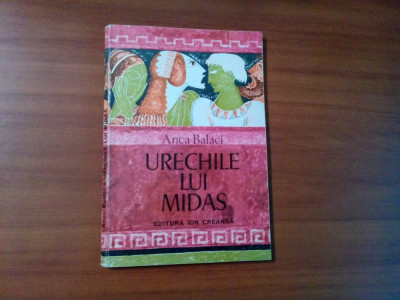 Anca Balaci
URECHILE
LUI
MIDAS
EDITURA ION CREANGĂ